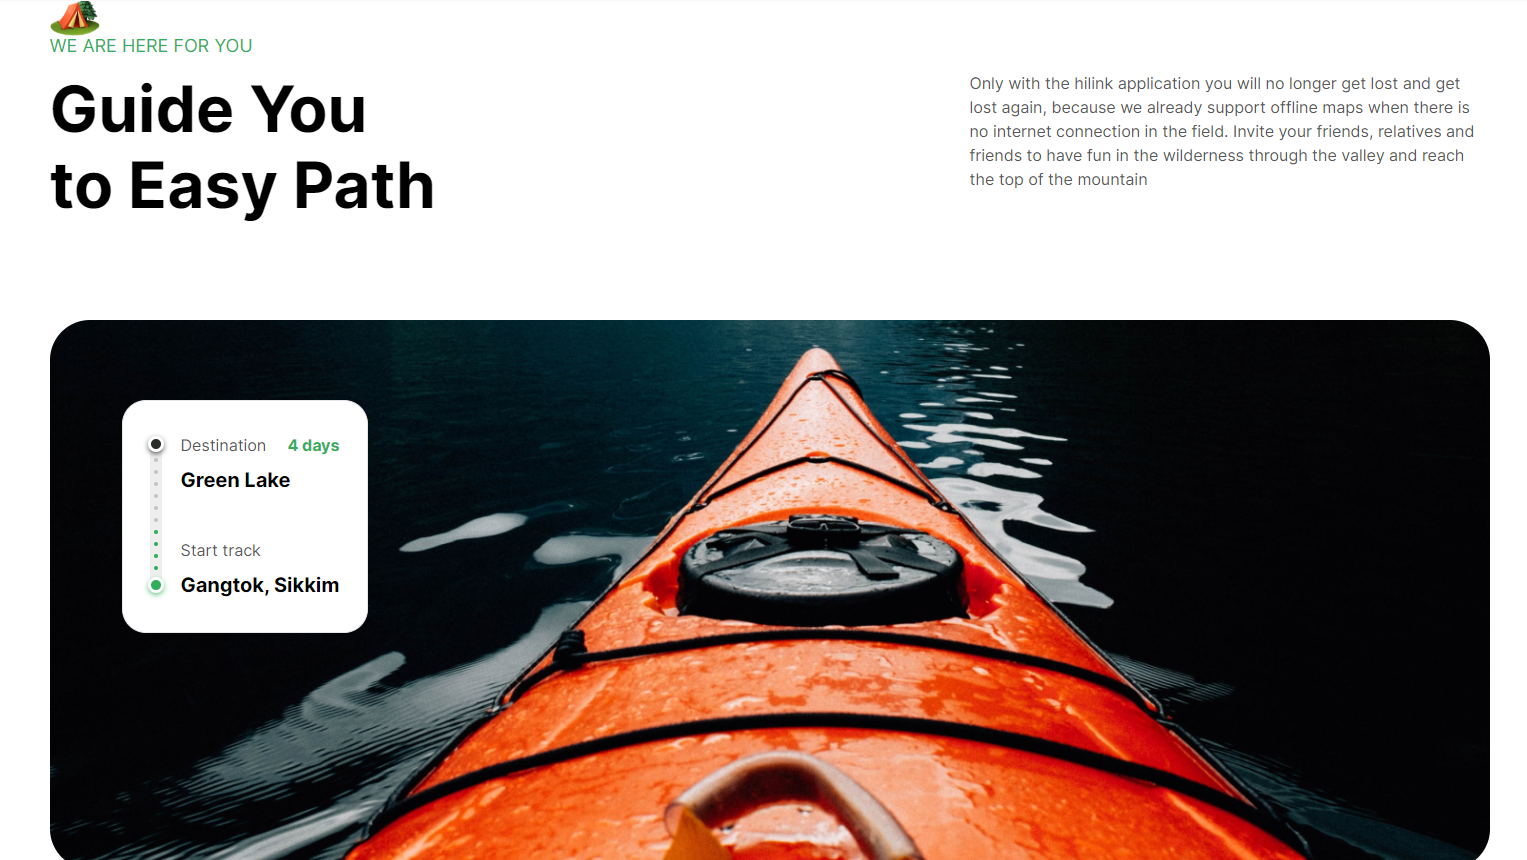 WE ARE HERE FOR YOU
Guide You
to Easy Path
Only with the hilink application you will no longer get lost and get
lost again, because we already support offline maps when there is
no internet connection in the field. Invite your friends, relatives and
friends to have fun in the wilderness through the valley and reach
the top of the mountain
Destination 4 days
Green Lake
Start track
Gangtok, Sikkim